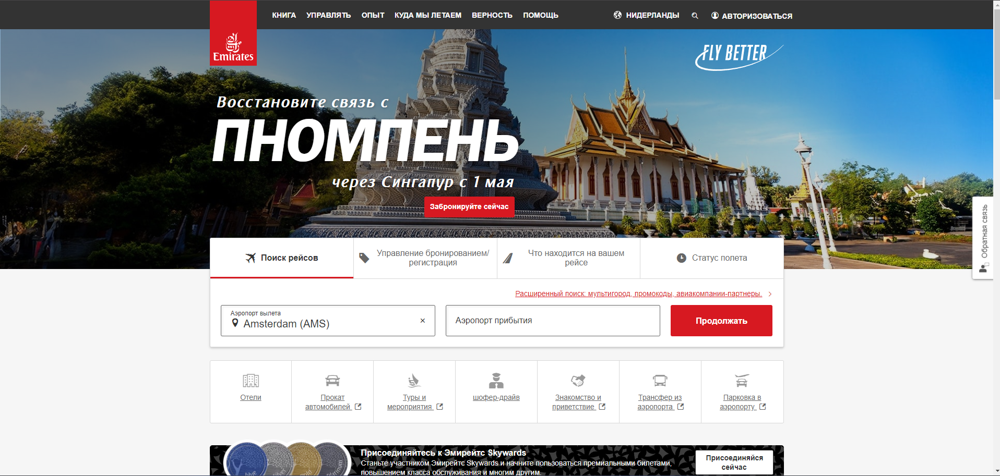 КНИГА
УПРАВЛЯТЬ
ОПЫТ
КУДА МЫ ЛЕТАЕМ
ВЕРНОСТЬ
ПОМОЩЬ
НИДЕРЛАНДЫ
АВТОРИЗОВАТЬСЯ
Emirates
FLY BETTER
Восстановите связь с
ПНОМПЕНЬ
через Сингапур с 1 мая
Забронируйте сейчас
Обратная связь
Поиск рейсов
Управление бронированием/
регистрация
Что находится на вашем
рейсе
Статус полета
Расширенный поиск: мультигород, промокоды, авиакомпании-партнеры.
Аэропорт вылета
Amsterdam (AMS)
Аэропорт прибытия
Продолжать
Отели
Прокат
автомобилей
Туры и
мероприятия
шофер-драйв
Знакомство и
приветствие
Трансфер из
аэропорта
Парковка в
аэропорту
blue
silver
gold
platinum
Присоединяйтесь к Эмирейтс Skywards
Станьте участником Эмирейтс Skywards и начните пользоваться премиальными билетами,
повышением класса обслуживания и многим другим.
Присоединяйся
сейчас